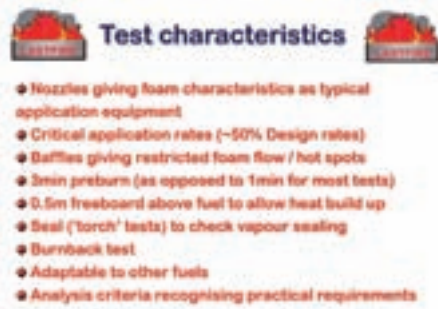 Test characteristics
LASTFIRE
LASTFIRE
Nozzles giving foam characteristics as typical
application equipment
Critical application rates (~50% Design rates)
Baffles giving restricted foam flow / hot spots
3min preburn (as opposed to 1min for most tests)
0.5m freeboard above fuel to allow heat build up
Seal ('torch' tests) to check vapour sealing
Burnback test
Adaptable to other fuels
Analysis criteria recognising practical requirements